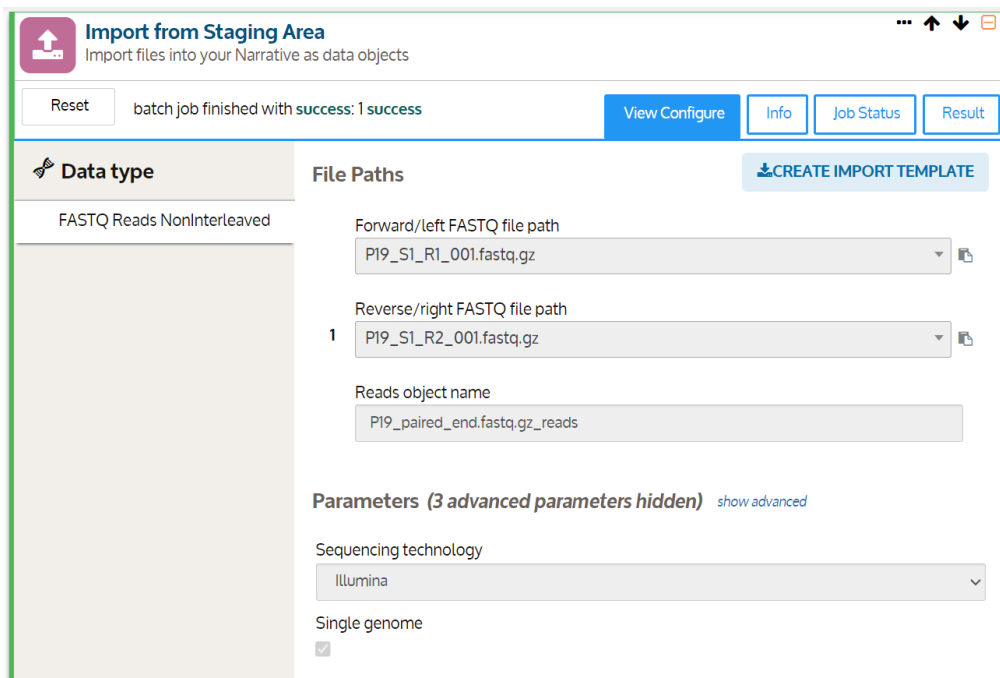 Import from Staging Area
Import files into your Narrative as data objects
Reset
batch job finished with success: 1 success
View Configure
Info
Job Status
Result
Data type
FASTQ Reads NonInterleaved
File Paths
CREATE IMPORT TEMPLATE
Forward/left FASTQ file path
P19_S1_R1_001.fastq.gz
Reverse/right FASTQ file path
1
P19_S1_R2_001.fastq.gz
Reads object name
P19_paired_end.fastq.gz_reads
Parameters (3 advanced parameters hidden) show advanced
Sequencing technology
Illumina
Single genome